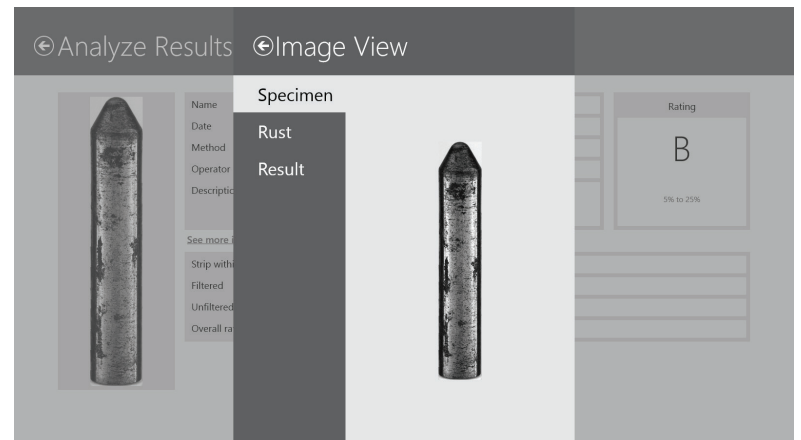 Analyze Results
Image View
Specimen
Rust
Result
Name
Date
Method
Operator
Descriptic
See more i
Strip withi
Filtered
Unfiltered
Overall ra
Rating
B
5% to 25%